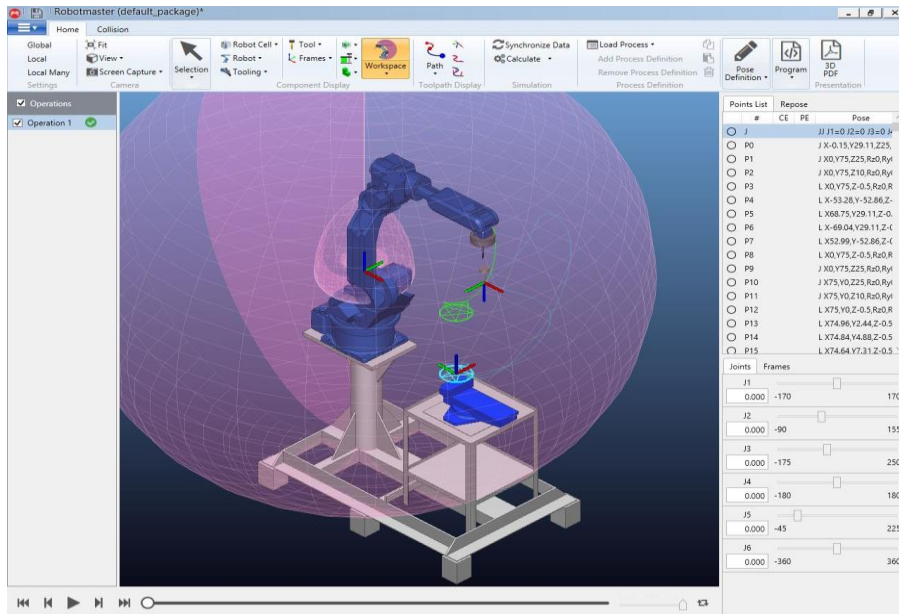 Robotmaster (default_package)*
Home Collision
Global
Local
Local Many
Settings
Fit
View
Screen Capture
Camera
Selection
Robot Cell
Robot
Tooling
Tool
Frames
Workspace
Component Display
Path
Toolpath Display
Synchronize Data
Calculate
Simulation
Load Process
Add Process Definition
Remove Process Definition
Process Definition
Pose Definition
Program
3D PDF
Presentation
Operations
Operation 1
Points List Repose
# CE PE Pose
J JJ J1=0 J2=0 J3=0
P0 J X-0.15,Y29.11,Z25,
P1 J X0,Y75,Z25,Rz0,Ry
P2 J X0,Y75,Z10,Rz0,Ry
P3 L X0,Y75,Z-0.5,Rz0,R
P4 L X-53.28,Y-52.86,Z-
P5 L X68.75,Y29.11,Z-0.
P6 L X-69.04,Y29.11,Z-
P7 L X52.99,Y-52.86,Z-
P8 L X0,Y75,Z-0.5,Rz0,R
P9 J X0,Y75,Z25,Rz0,Ry
P10 J X75,Y0,Z25,Rz0,Ry
P11 J X75,Y0,Z10,Rz0,Ry
P12 L X75,Y0,Z-0.5,Rz0,R
P13 L X74.96,Y2.44,Z-0.5
P14 L X74.84,Y4.88,Z-0.5
P15 L X74.64,Y7.31,Z-0.5
Joints Frames
J1
0.000 -170 170
J2
0.000 -90 155
J3
0.000 -175 250
J4
0.000 -180 180
J5
0.000 -45 225
J6
0.000 -360 360